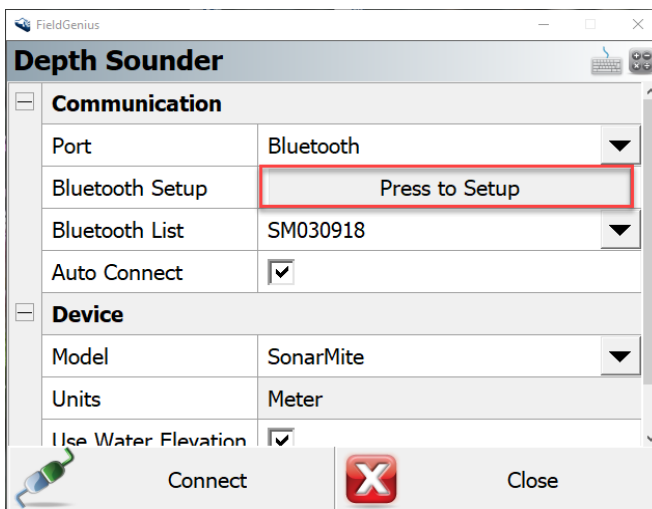 FieldGenius
Depth Sounder
Communication
Port Bluetooth
Bluetooth Setup Press to Setup
Bluetooth List SM030918
Auto Connect
Device
Model SonarMite
Units Meter
Use Water Elevation
Connect Close